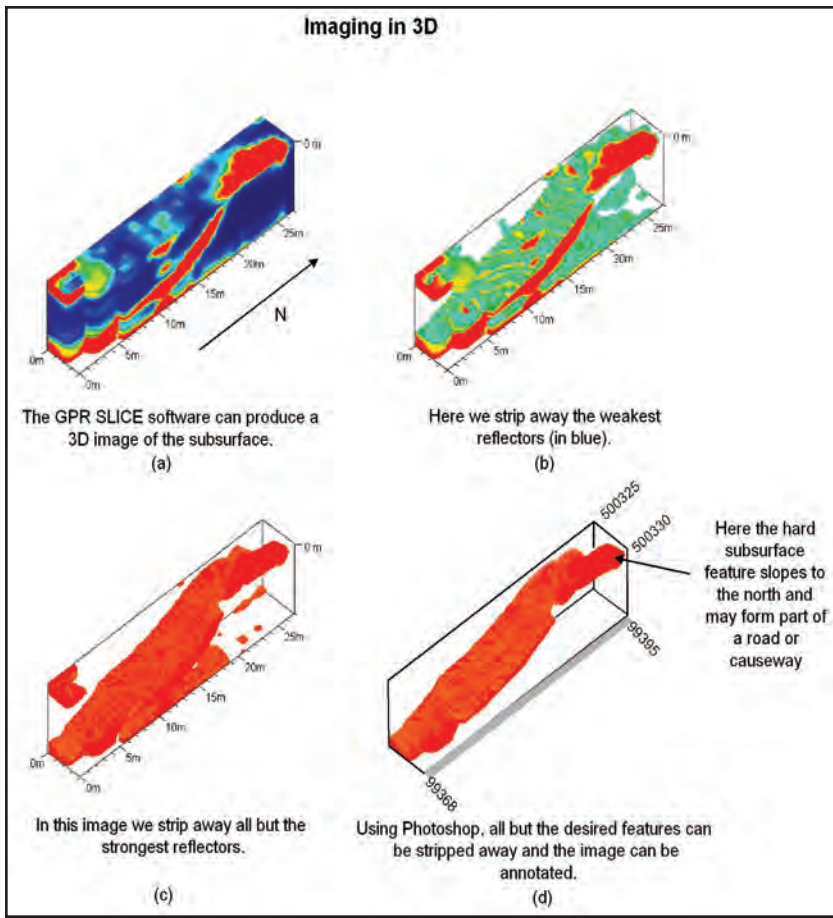 Imaging in 3D
0 m
25m
20m
15m
10m
5m
0m
0m
N
The GPR SLICE software can produce a
3D image of the subsurface.
(a)
0 m
25m
20m
15m
10m
5m
0m
0m
Here we strip away the weakest
reflectors (in blue).
(b)
0 m
25m
20m
15m
10m
5m
0m
0m
In this image we strip away all but the
strongest reflectors.
(c)
500325
500330
99395
99368
Here the hard
subsurface
feature slopes to
the north and
may form part of
a road or
causeway
Using Photoshop, all but the desired features can
be stripped away and the image can be
annotated.
(d)